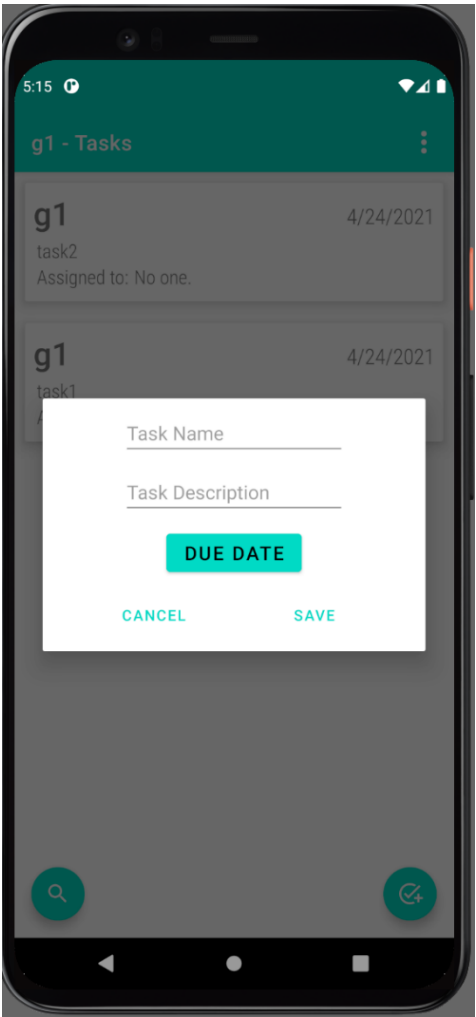 5:15
g1 - Tasks
g1 4/24/2021
task2
Assigned to: No one.
g1 4/24/2021
task1
Task Name
Task Description
DUE DATE
CANCEL SAVE